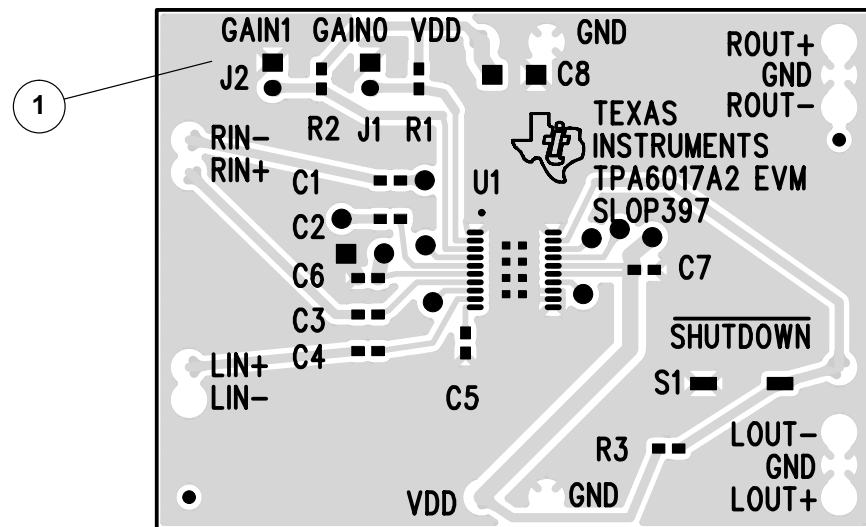 GAIN1 GAIN0 VDD GND
ROUT+
GND
ROUT-
J2
C8
1
R2 J1 R1
TEXAS
INSTRUMENTS
TPA6017A2 EVM
SLOP397
RIN-
RIN+
C1
U1
C2
C6
C7
C3
C4
SHUTDOWN
LIN+
LIN-
C5
S1
R3
LOUT-
GND
LOUT+
VDD
GND